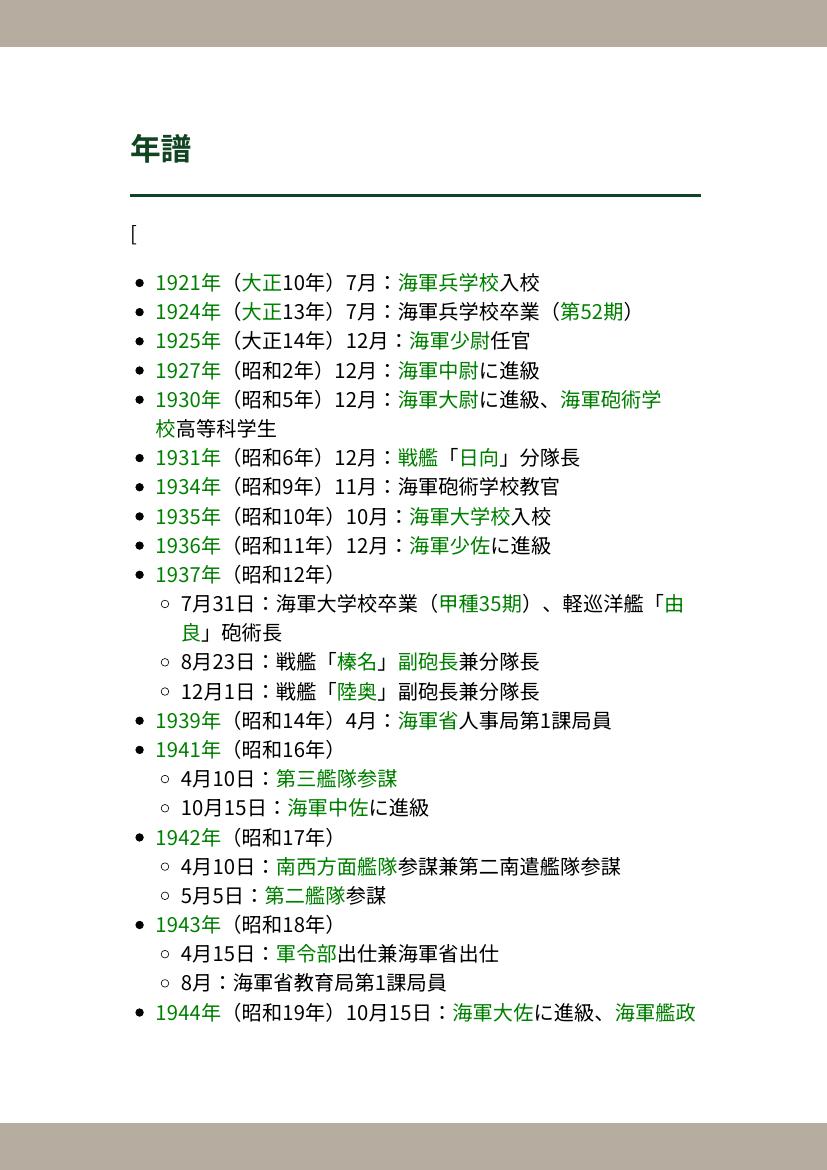 年譜
[
• 1921年（大正10年）7月：海軍兵学校入校
• 1924年（大正13年）7月：海軍兵学校卒業（第52期）
• 1925年（大正14年）12月：海軍少尉任官
• 1927年（昭和2年）12月：海軍中尉に進級
• 1930年（昭和5年）12月：海軍大尉に進級、海軍砲術学
校高等科学生
• 1931年（昭和6年）12月：戦艦「日向」分隊長
• 1934年（昭和9年）11月：海軍砲術学校教官
• 1935年（昭和10年）10月：海軍大学校入校
• 1936年（昭和11年）12月：海軍少佐に進級
• 1937年（昭和12年）
○ 7月31日：海軍大学校卒業（甲種35期）、軽巡洋艦「由
良」砲術長
○ 8月23日：戦艦「榛名」副砲長兼分隊長
○ 12月1日：戦艦「陸奥」副砲長兼分隊長
• 1939年（昭和14年）4月：海軍省人事局第1課局員
• 1941年（昭和16年）
○ 4月10日：第三艦隊参謀
○ 10月15日：海軍中佐に進級
• 1942年（昭和17年）
○ 4月10日：南西方面艦隊参謀兼第二南遣艦隊参謀
○ 5月5日：第二艦隊参謀
• 1943年（昭和18年）
○ 4月15日：軍令部出仕兼海軍省出仕
○ 8月：海軍省教育局第1課局員
• 1944年（昭和19年）10月15日：海軍大佐に進級、海軍艦政